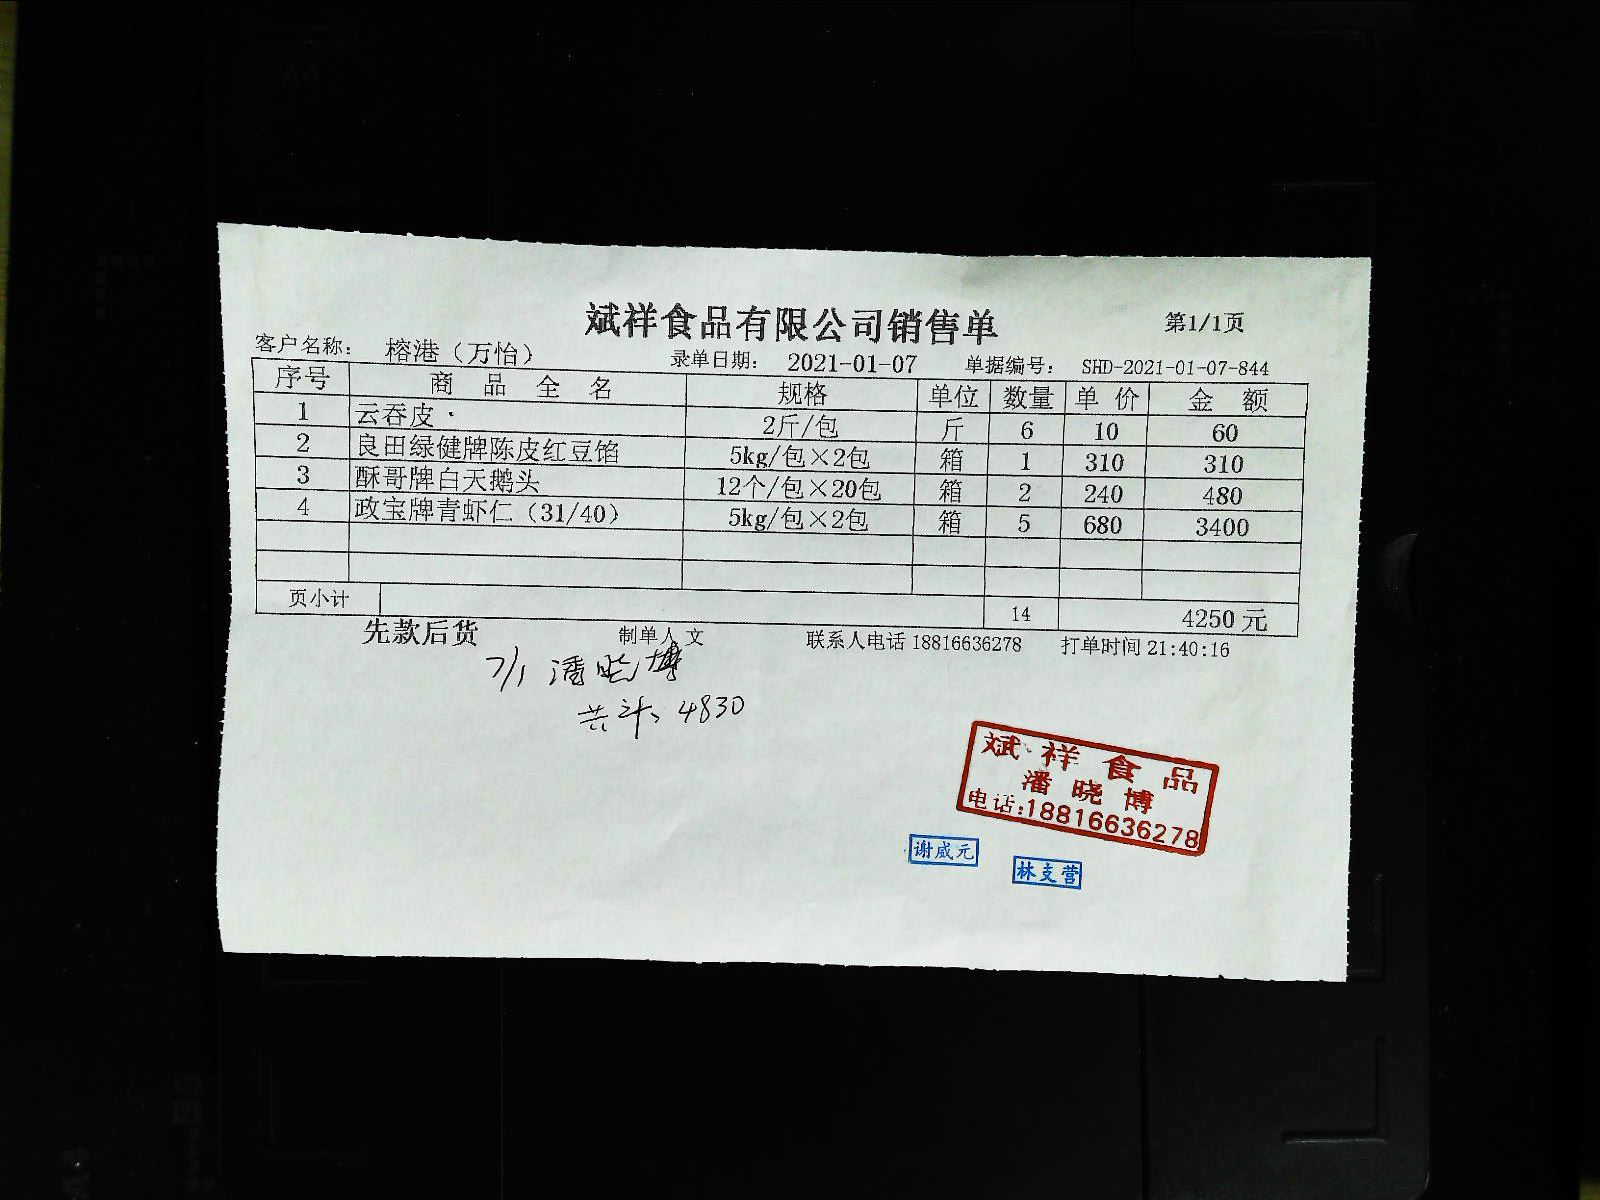 斌祥食品有限公司销售单
第1/1页
客户名称： 榕港（万怡） 录单日期： 2021-01-07 单据编号： SHD-2021-01-07-844
序号 商品全名 规格 单位 数量 单价 金额
1 云吞皮· 2斤/包 斤 6 10 60
2 良田绿健牌陈皮红豆馅 5kg/包×2包 箱 1 310 310
3 酥哥牌白天鹅头 12个/包×20包 箱 2 240 480
4 政宝牌青虾仁（31/40） 5kg/包×2包 箱 5 680 3400
页小计 14 4250 元
先款后货 制单人 文 联系人电话 18816636278 打单时间 21:40:16
7/1 潘晓博
共计、4830
斌祥食品
潘晓博
电话:18816636278
谢威元
林支营
A4
B5